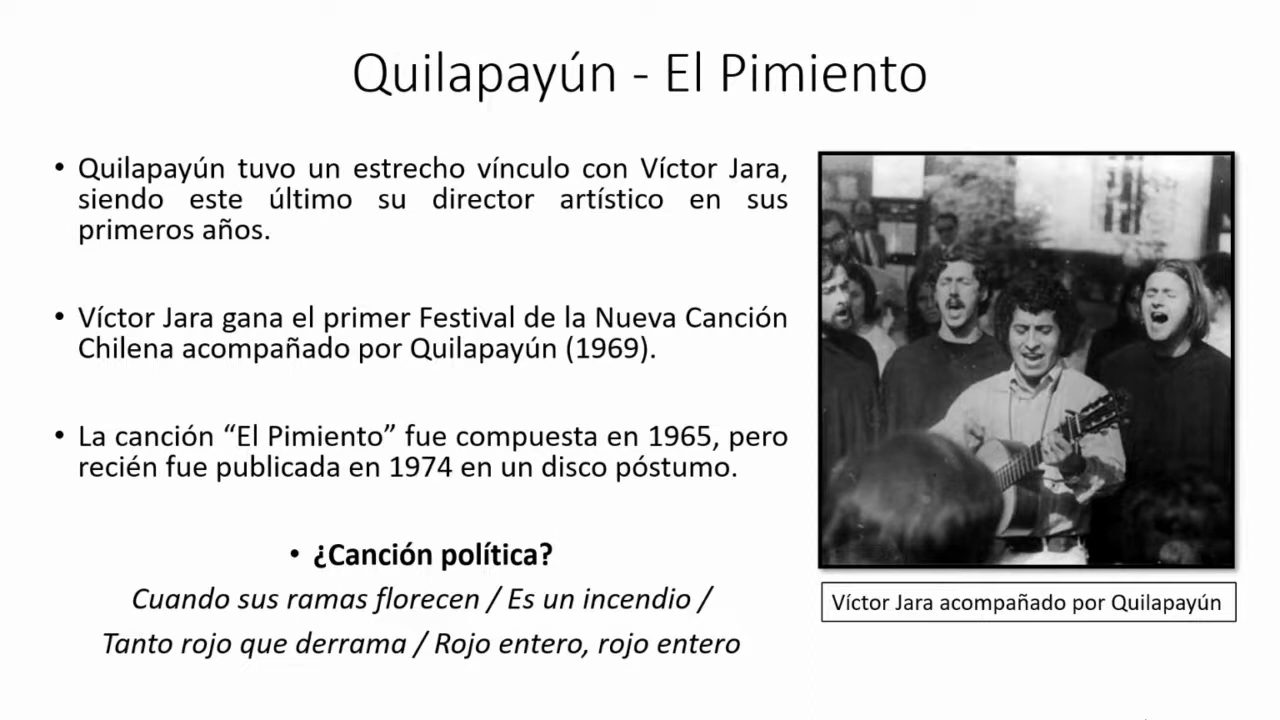 Quilapayún - El Pimiento
• Quilapayún tuvo un estrecho vínculo con Víctor Jara,
siendo este último su director artístico en sus
primeros años.
• Víctor Jara gana el primer Festival de la Nueva Canción
Chilena acompañado por Quilapayún (1969).
• La canción “El Pimiento” fue compuesta en 1965, pero
recién fue publicada en 1974 en un disco póstumo.
• ¿Canción política?
Cuando sus ramas florecen / Es un incendio /
Tanto rojo que derrama / Rojo entero, rojo entero
Víctor Jara acompañado por Quilapayún